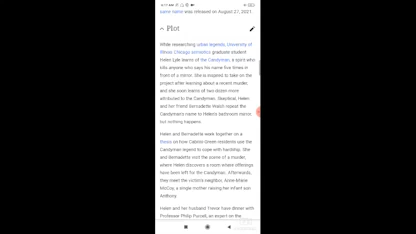 same name was released on August 27, 2021
Plot
While researching urban legends, University of
Illinois Chicago semiotics graduate student
Helen Lyle learns of the Candyman, a spirit who
kills anyone who says his name five times in
front of a mirror. She is inspired to take on the
project after learning about a recent murder,
and she soon learns of two dozen more
attributed to the Candyman. Skeptical, Helen
and her friend Bernadette Walsh repeat the
Candyman's name to Helen's bathroom mirror,
but nothing happens.
Helen and Bernadette work together on a
thesis on how Cabrini-Green residents use the
Candyman legend to cope with hardship. She
and Bernadette visit the scene of a murder,
where Helen discovers a room where offerings
have been left for the Candyman. Afterwards,
they meet the victim's neighbor, Anne-Marie
McCoy, a single mother raising her infant son
Anthony.
Helen and her husband Trevor have dinner with
Professor Philip Purcell, an expert on the